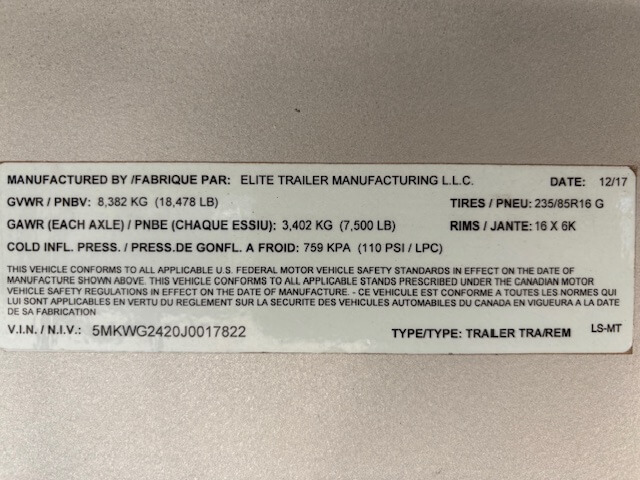 MANUFACTURED BY /FABRIQUE PAR: ELITE TRAILER MANUFACTURING L.L.C. DATE: 12/17
GVWR / PNBV: 8,382 KG (18,478 LB) TIRES / PNEU: 235/85R16 G
GAWR (EACH AXLE) / PNBE (CHAQUE ESSIU): 3,402 KG (7,500 LB) RIMS / JANTE: 16 X 6K
COLD INFL. PRESS. / PRESS.DE GONFL. A FROID: 759 KPA (110 PSI / LPC)
THIS VEHICLE CONFORMS TO ALL APPLICABLE U.S. FEDERAL MOTOR VEHICLE SAFETY STANDARDS IN EFFECT ON THE DATE OF
MANUFACTURE SHOWN ABOVE. THIS VEHICLE CONFORMS TO ALL APPLICABLE STANDS PRESCRIBED UNDER THE CANADIAN MOTOR
VEHICLE SAFETY REGULATIONS IN EFFECT ON THE DATE OF MANUFACTURE. - CE VEHICULE EST CONFORME A TOUTES LES NORMES QUI
LUI SONT APLICABLES EN VERTU DU REGLEMENT SUR LA SECURITE DES VEHICULES AUTOMABILES DU CANADA EN VIGUEURA A LA DATE
DE SA FABRICATION
V.I.N. / N.I.V.: 5MKWG2420J0017822 TYPE/TYPE: TRAILER TRA/REM LS-MT